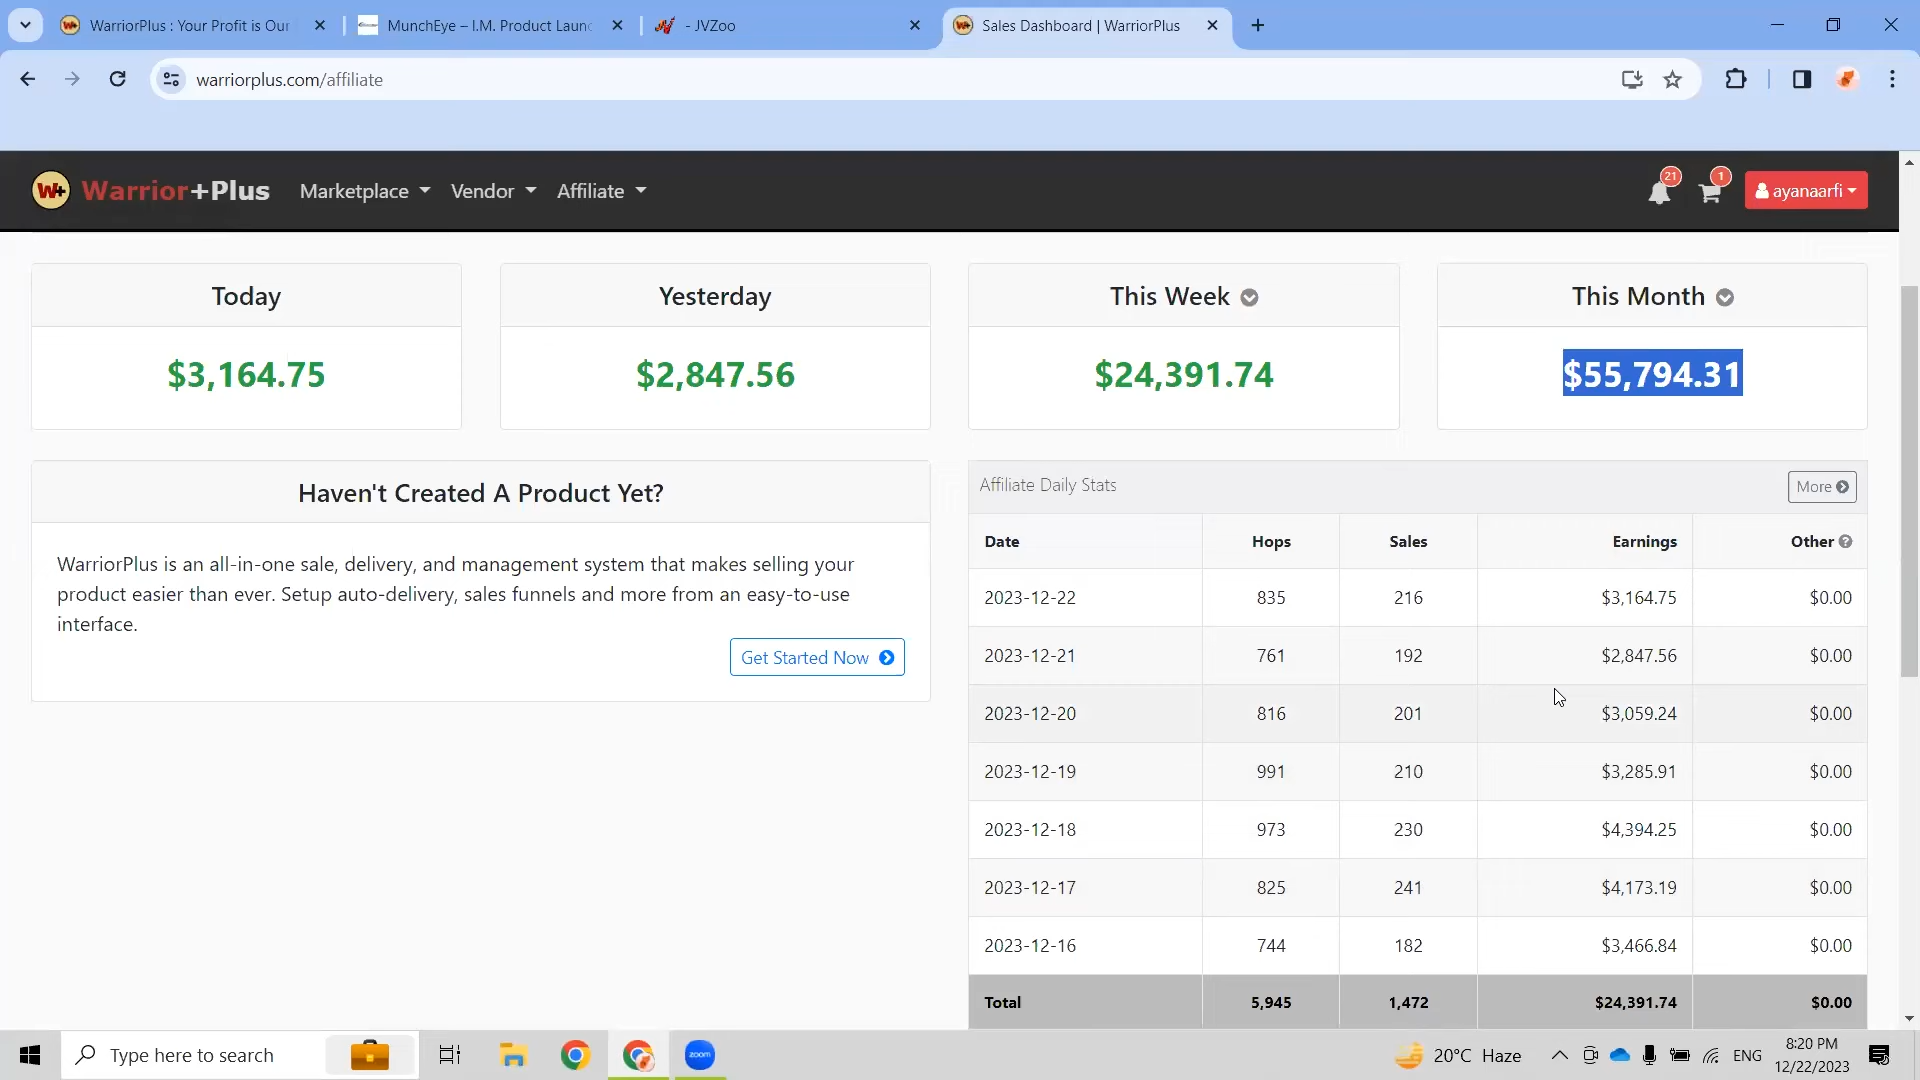 WarriorPlus : Your Profit is Our
MunchEye – I.M. Product Launc
- JVZoo
Sales Dashboard | WarriorPlus
warriorplus.com/affiliate
W+ Warrior+Plus
Marketplace
Vendor
Affiliate
21
1
ayanaarfi
Today
$3,164.75
Yesterday
$2,847.56
This Week
$24,391.74
This Month
$55,794.31
Haven't Created A Product Yet?
WarriorPlus is an all-in-one sale, delivery, and management system that makes selling your
product easier than ever. Setup auto-delivery, sales funnels and more from an easy-to-use
interface.
Get Started Now
Affiliate Daily Stats
More
Date Hops Sales Earnings Other
2023-12-22 835 216 $3,164.75 $0.00
2023-12-21 761 192 $2,847.56 $0.00
2023-12-20 816 201 $3,059.24 $0.00
2023-12-19 991 210 $3,285.91 $0.00
2023-12-18 973 230 $4,394.25 $0.00
2023-12-17 825 241 $4,173.19 $0.00
2023-12-16 744 182 $3,466.84 $0.00
Total 5,945 1,472 $24,391.74 $0.00
Type here to search
zoom
20°C Haze
ENG
8:20 PM
12/22/2023